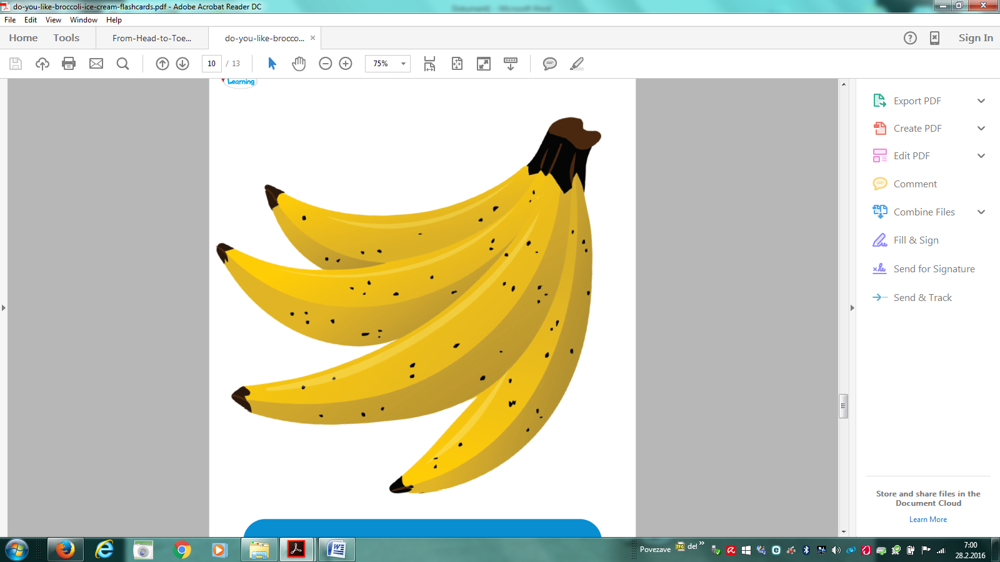 do-you-like-broccoli-ice-cream-flashcards.pdf - Adobe Acrobat Reader DC
File Edit View Window Help
Home Tools From-Head-to-Toe... do-you-like-brocco... × Sign In
10 / 13 75%
Learning
Export PDF
Create PDF
Edit PDF
Comment
Combine Files
Fill & Sign
Send for Signature
Send & Track
Store and share files in the
Document Cloud
Learn More
Povezave JPG del » 7:00
28.2.2016